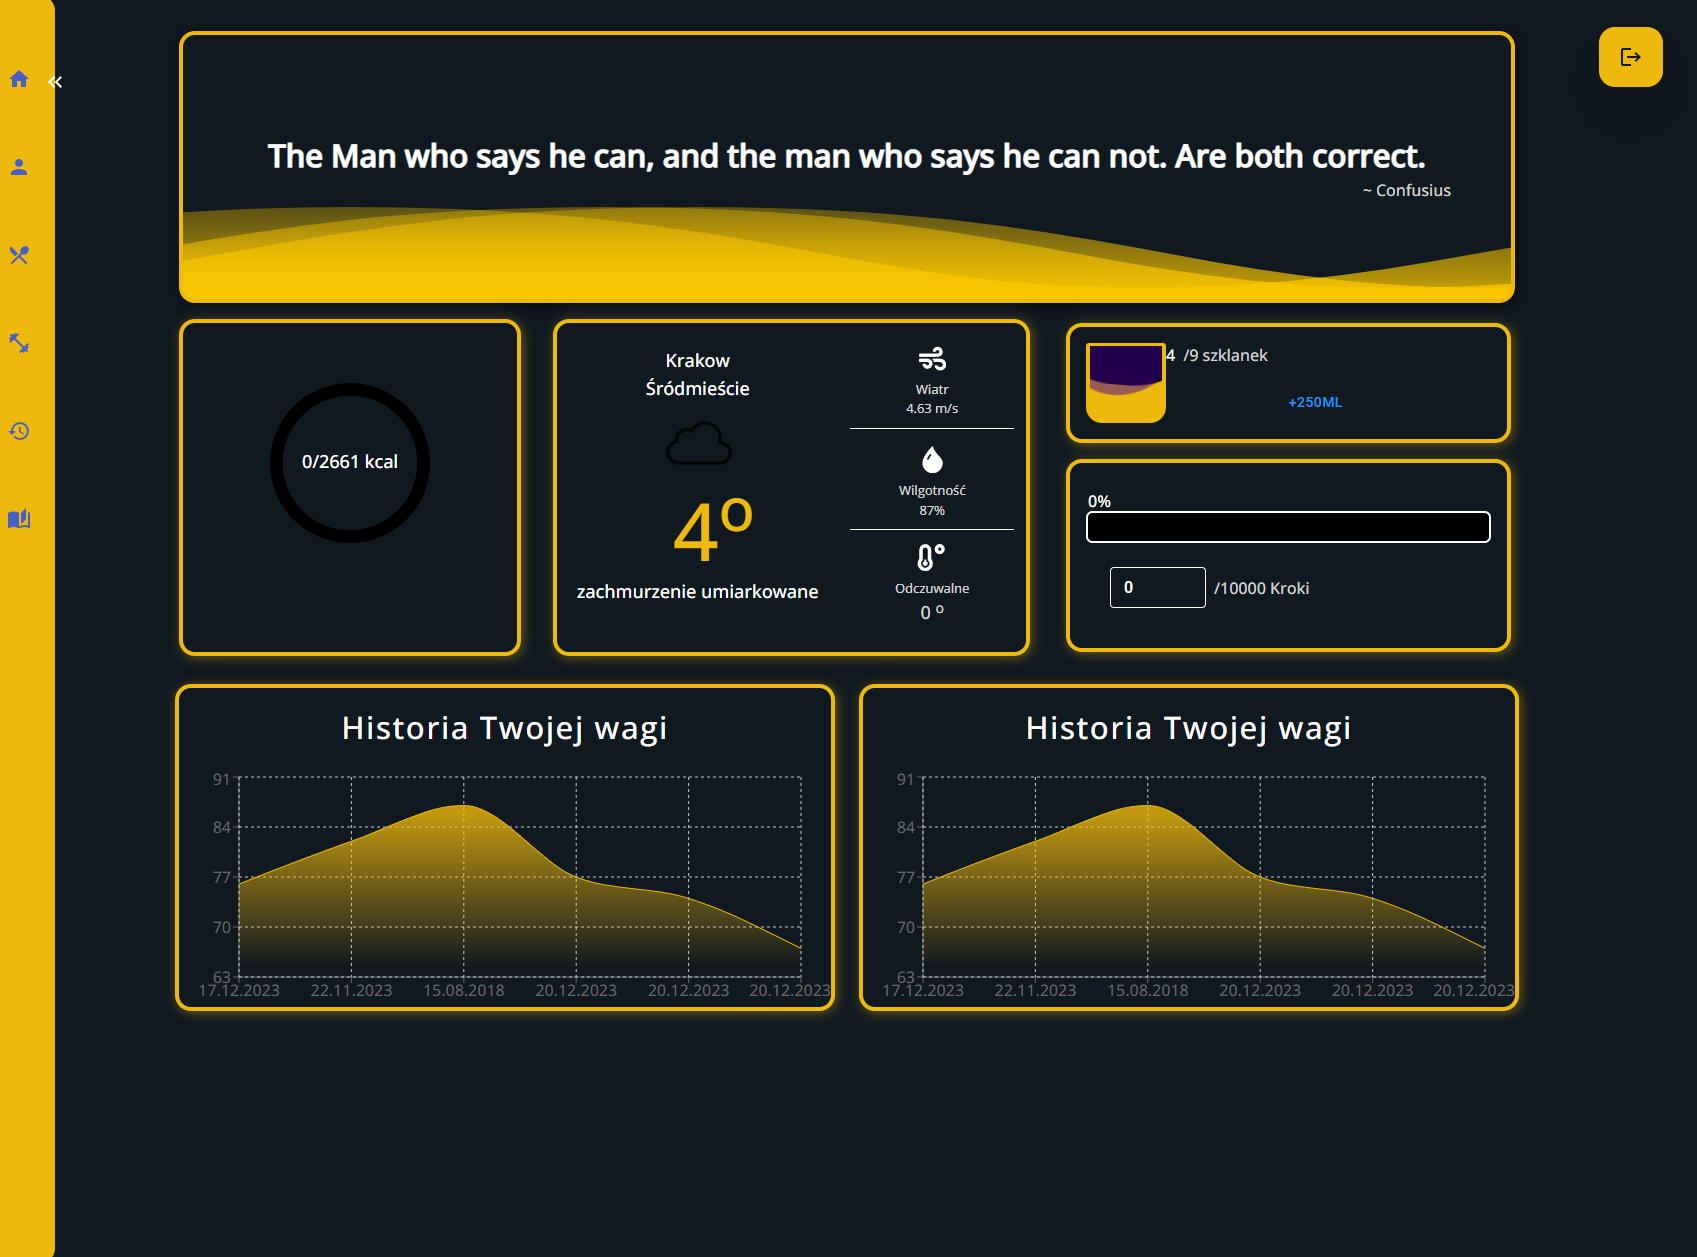 The Man who says he can, and the man who says he can not. Are both correct.
~ Confusius
0/2661 kcal
Krakow
Śródmieście
4º
zachmurzenie umiarkowane
Wiatr
4.63 m/s
Wilgotność
87%
Odczuwalne
0 º
4 /9 szklanek
+250ML
0%
0 /10000 Kroki
Historia Twojej wagi
91
84
77
70
63
17.12.2023 22.11.2023 15.08.2018 20.12.2023 20.12.2023 20.12.2023
Historia Twojej wagi
91
84
77
70
63
17.12.2023 22.11.2023 15.08.2018 20.12.2023 20.12.2023 20.12.2023